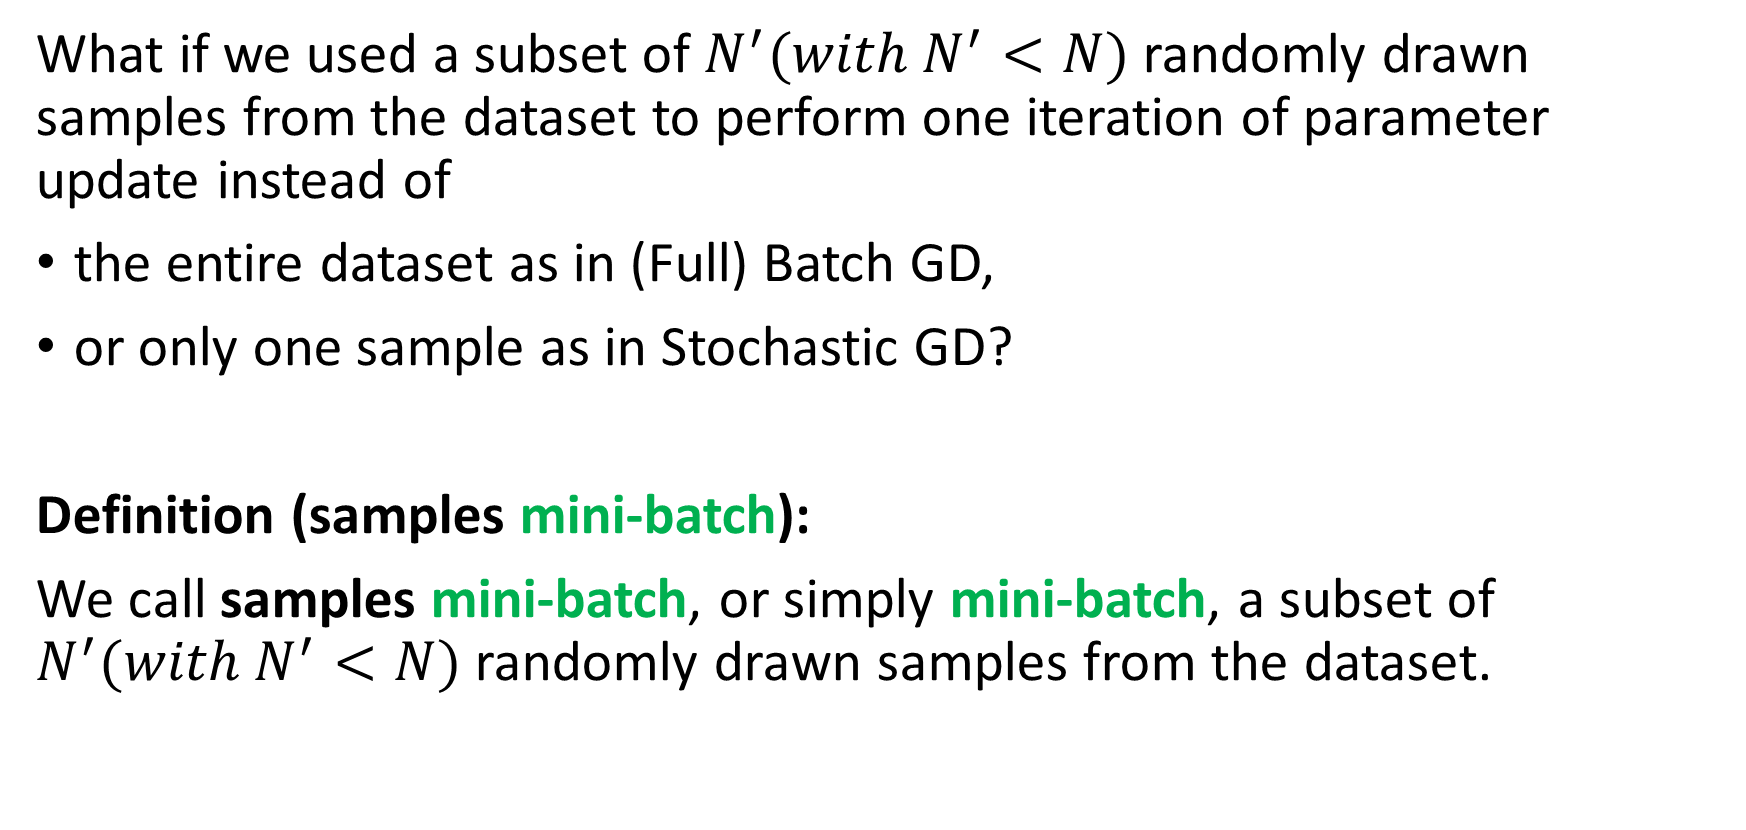 What if we used a subset of N′(with N′ < N) randomly drawn
samples from the dataset to perform one iteration of parameter
update instead of
• the entire dataset as in (Full) Batch GD,
• or only one sample as in Stochastic GD?
Definition (samples mini-batch):
We call samples mini-batch, or simply mini-batch, a subset of
N′(with N′ < N) randomly drawn samples from the dataset.